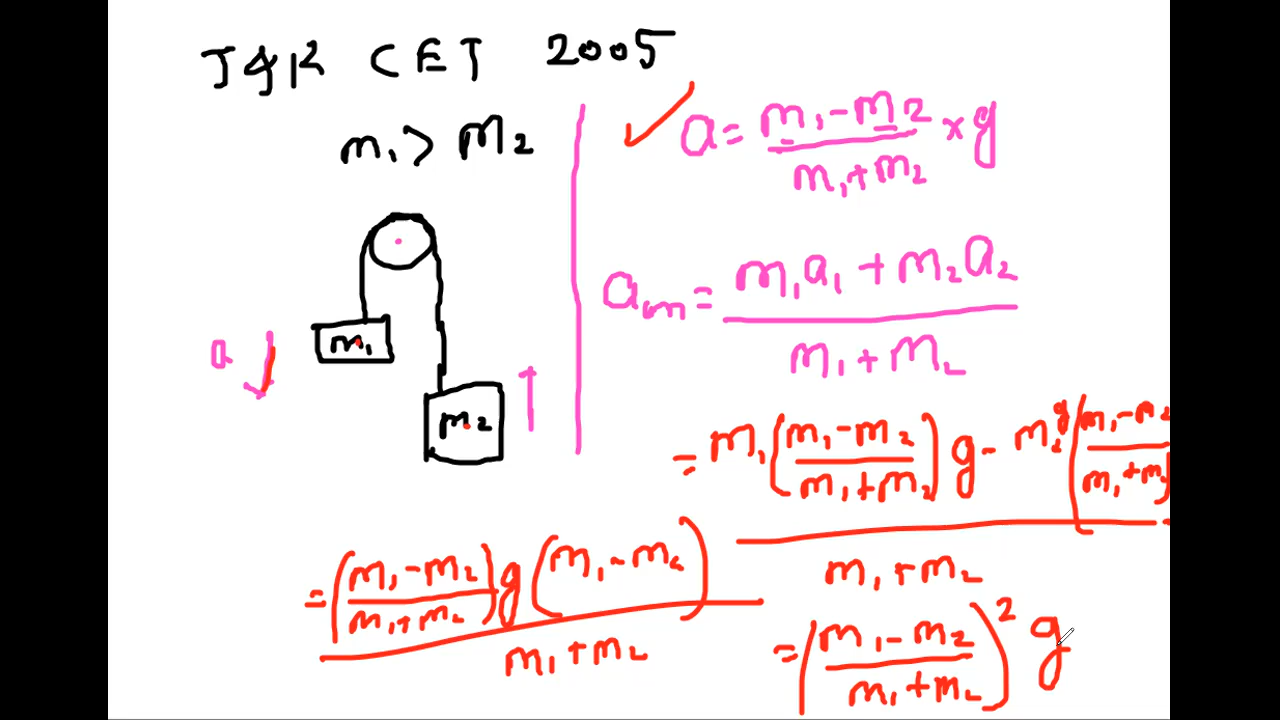 J&K CET 2005
m₁ > m₂
m₁
m₂
a
a = (m₁ - m2)/(m₁ + m₂) × g
aₘ = (m₁a₁ + m₂a₂)/(m₁ + m₂)
= (m₁((m₁ - m₂)/(m₁ + m₂))g - m₂g((m₁ - m₂)/(m₁ + m₂)))/(m₁ + m₂)
= (((m₁ - m₂)/(m₁ + m₂))g(m₁ - m₂))/(m₁ + m₂)
= ((m₁ - m₂)/(m₁ + m₂))² g